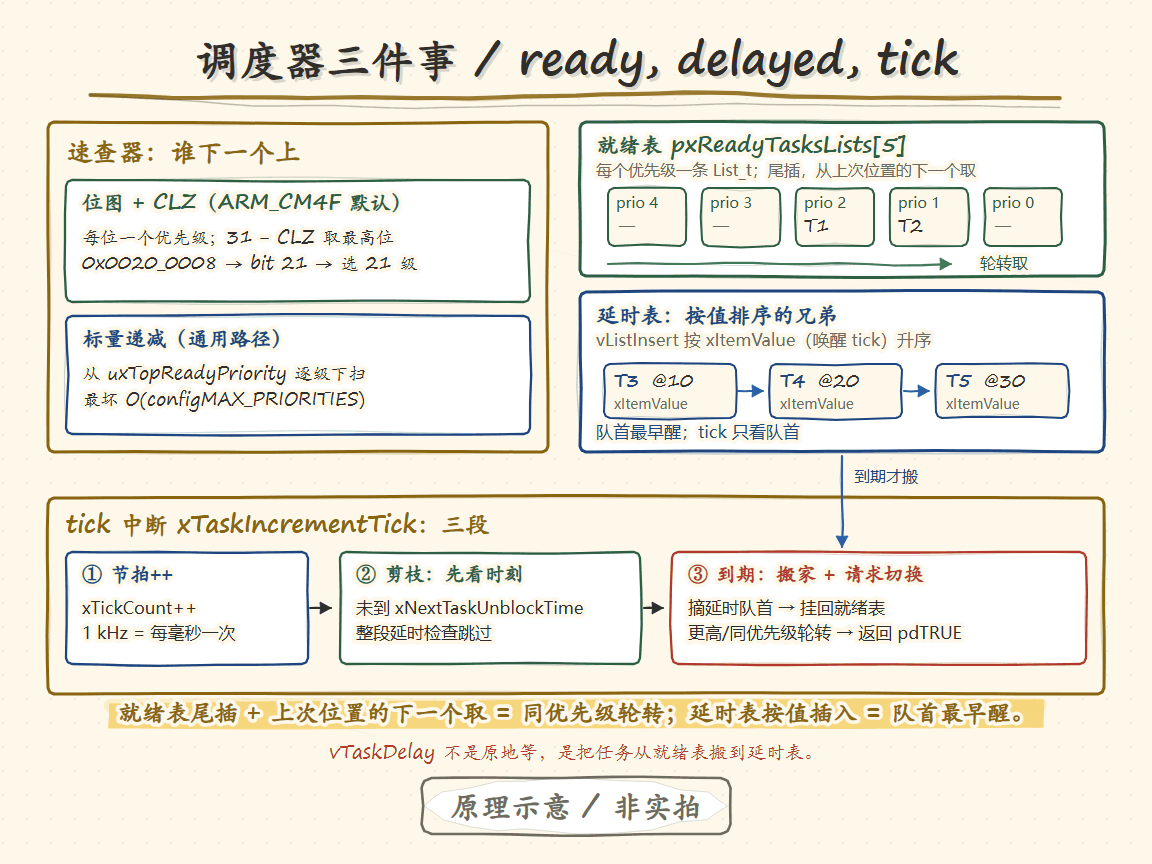 调度器三件事 / ready, delayed, tick
速查器：谁下一个上
位图 + CLZ（ARM_CM4F 默认）
每位一个优先级；31 − CLZ 取最高位
0x0020_0008 → bit 21 → 选 21 级
标量递减（通用路径）
从 uxTopReadyPriority 逐级下扫
最坏 O(configMAX_PRIORITIES)
就绪表 pxReadyTasksLists[5]
每个优先级一条 List_t；尾插，从上次位置的下一个取
prio 4
—
prio 3
—
prio 2
T1
prio 1
T2
prio 0
—
轮转取
延时表：按值排序的兄弟
vListInsert 按 xItemValue（唤醒 tick）升序
T3 @10
xItemValue
T4 @20
xItemValue
T5 @30
xItemValue
队首最早醒；tick 只看队首
到期才搬
tick 中断 xTaskIncrementTick：三段
① 节拍++
xTickCount++
1 kHz = 每毫秒一次
② 剪枝：先看时刻
未到 xNextTaskUnblockTime
整段延时检查跳过
③ 到期：搬家 + 请求切换
摘延时队首 → 挂回就绪表
更高/同优先级轮转 → 返回 pdTRUE
就绪表尾插 + 上次位置的下一个取 = 同优先级轮转；延时表按值插入 = 队首最早醒。
vTaskDelay 不是原地等，是把任务从就绪表搬到延时表。
原理示意 / 非实拍